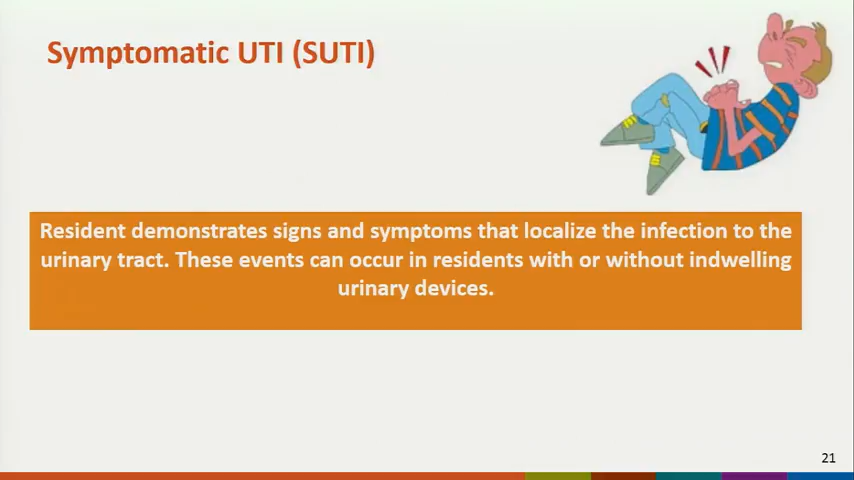 Symptomatic UTI (SUTI)
Resident demonstrates signs and symptoms that localize the infection to the
urinary tract. These events can occur in residents with or without indwelling
urinary devices.
21